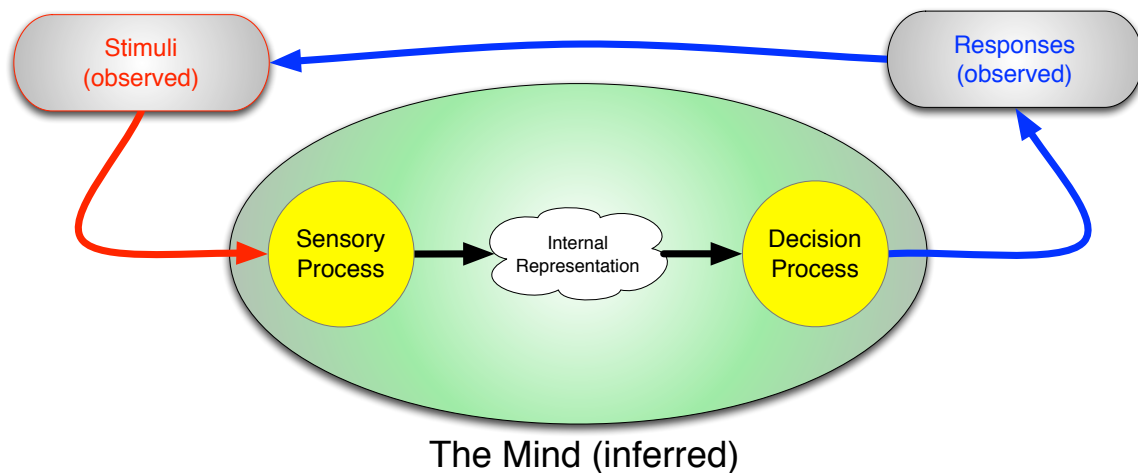 Stimuli
(observed)
Responses
(observed)
Sensory
Process
Internal
Representation
Decision
Process
The Mind (inferred)